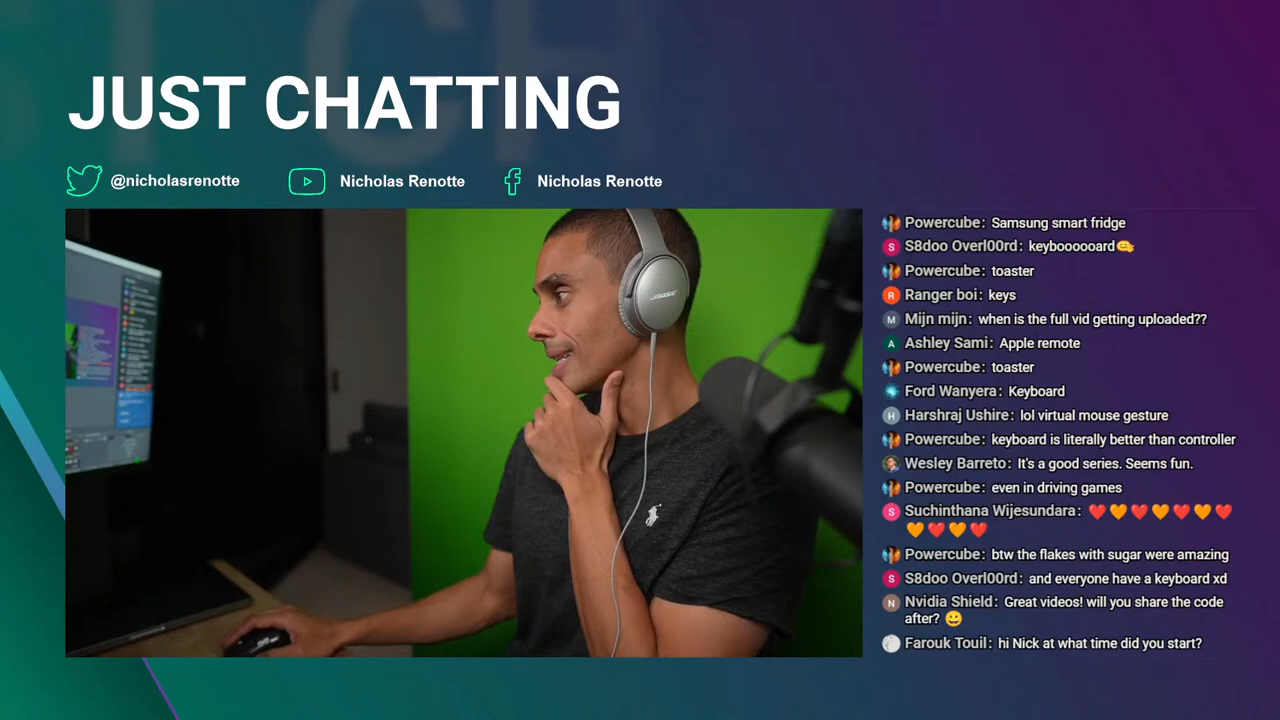 JUST CHATTING
@nicholasrenotte
Nicholas Renotte
Nicholas Renotte
BOSE
Powercube: Samsung smart fridge
S S8doo Overl00rd: keyboooooard🥱
Powercube: toaster
R Ranger boi: keys
M Mijn mijn: when is the full vid getting uploaded??
A Ashley Sami: Apple remote
Powercube: toaster
Ford Wanyera: Keyboard
H Harshraj Ushire: lol virtual mouse gesture
Powercube: keyboard is literally better than controller
Wesley Barreto: It's a good series. Seems fun.
Powercube: even in driving games
S Suchinthana Wijesundara: ❤️🧡❤️🧡❤️🧡❤️
🧡❤️🧡❤️
Powercube: btw the flakes with sugar were amazing
S S8doo Overl00rd: and everyone have a keyboard xd
N Nvidia Shield: Great videos! will you share the code
after? 😀
Farouk Touil: hi Nick at what time did you start?